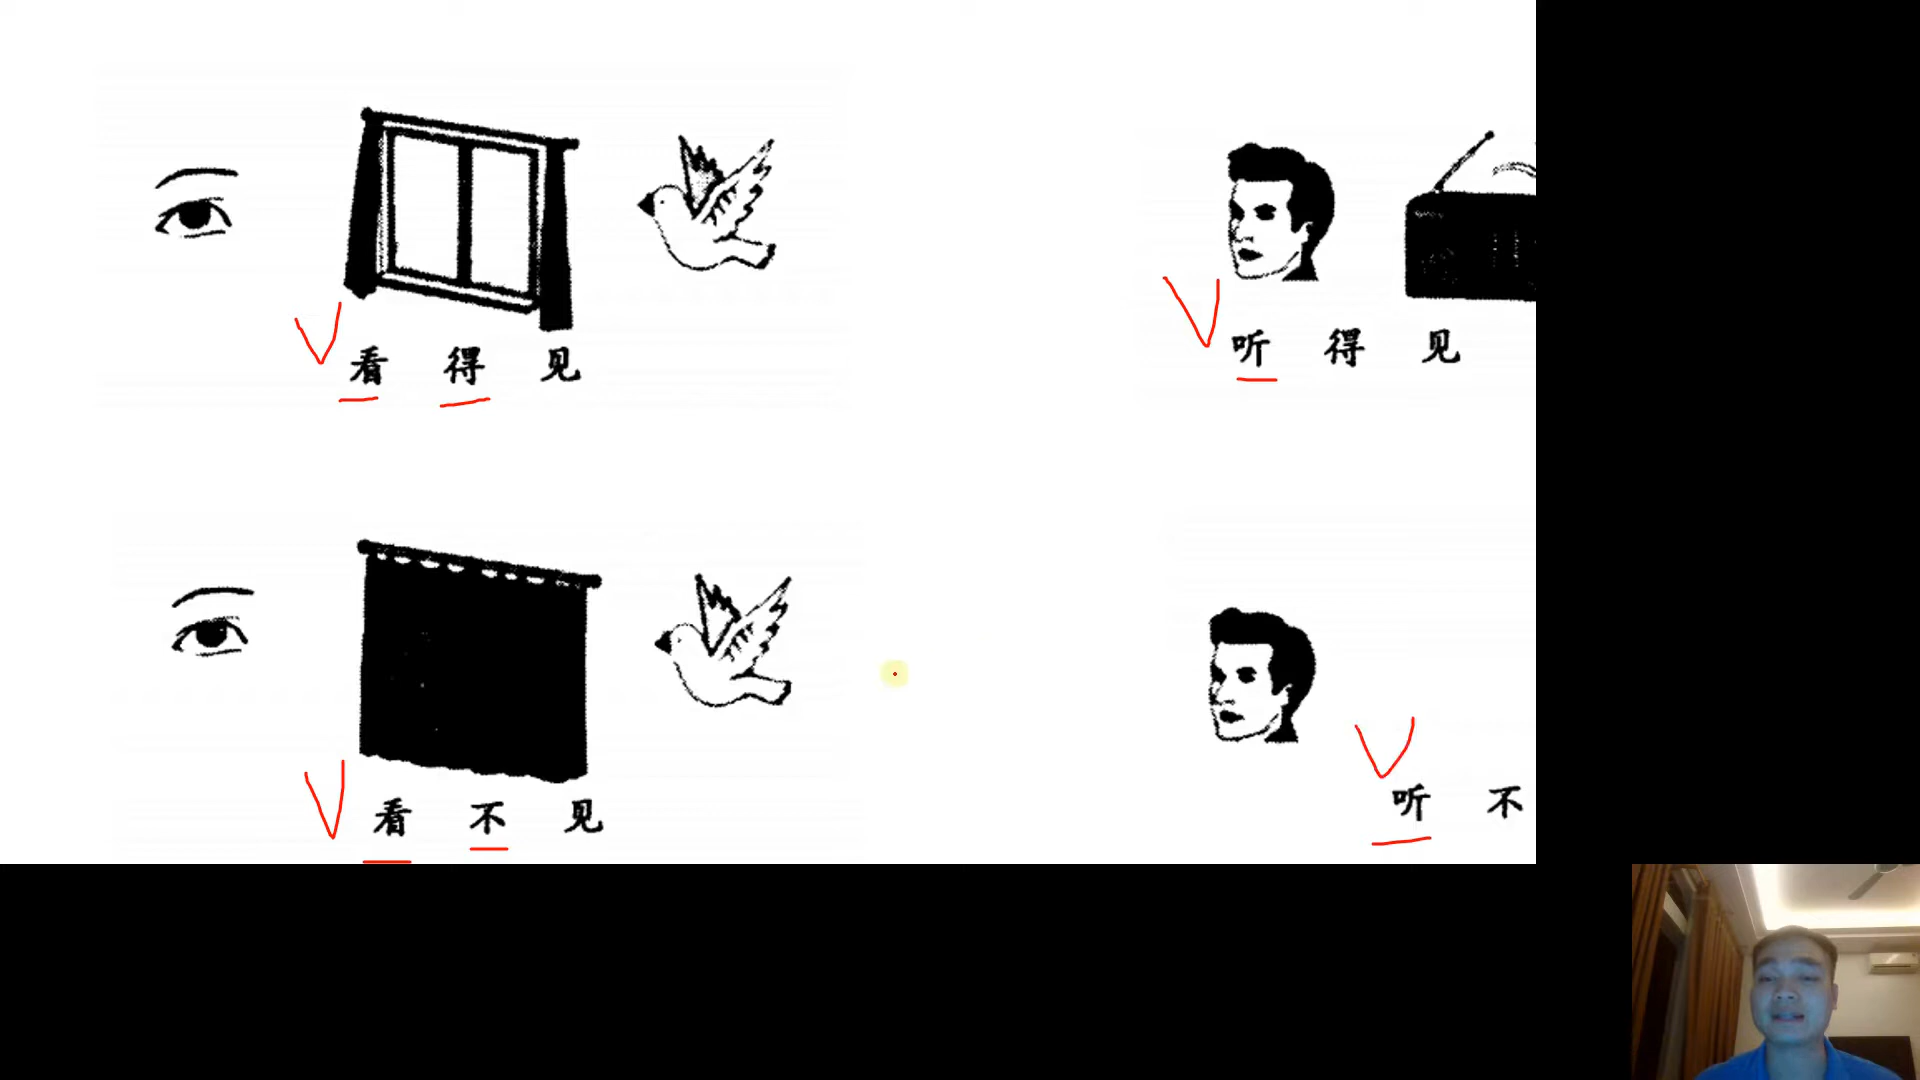 看 得 见
听 得 见
看 不 见
听 不